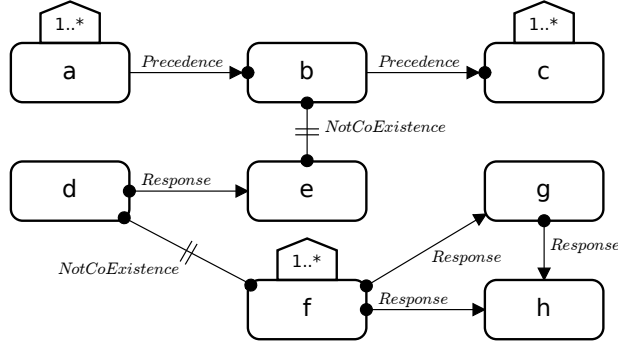 1..*
1..*
a
Precedence
b
Precedence
c
NotCoExistence
d
Response
e
g
Response
Response
NotCoExistence
1..*
f
Response
h